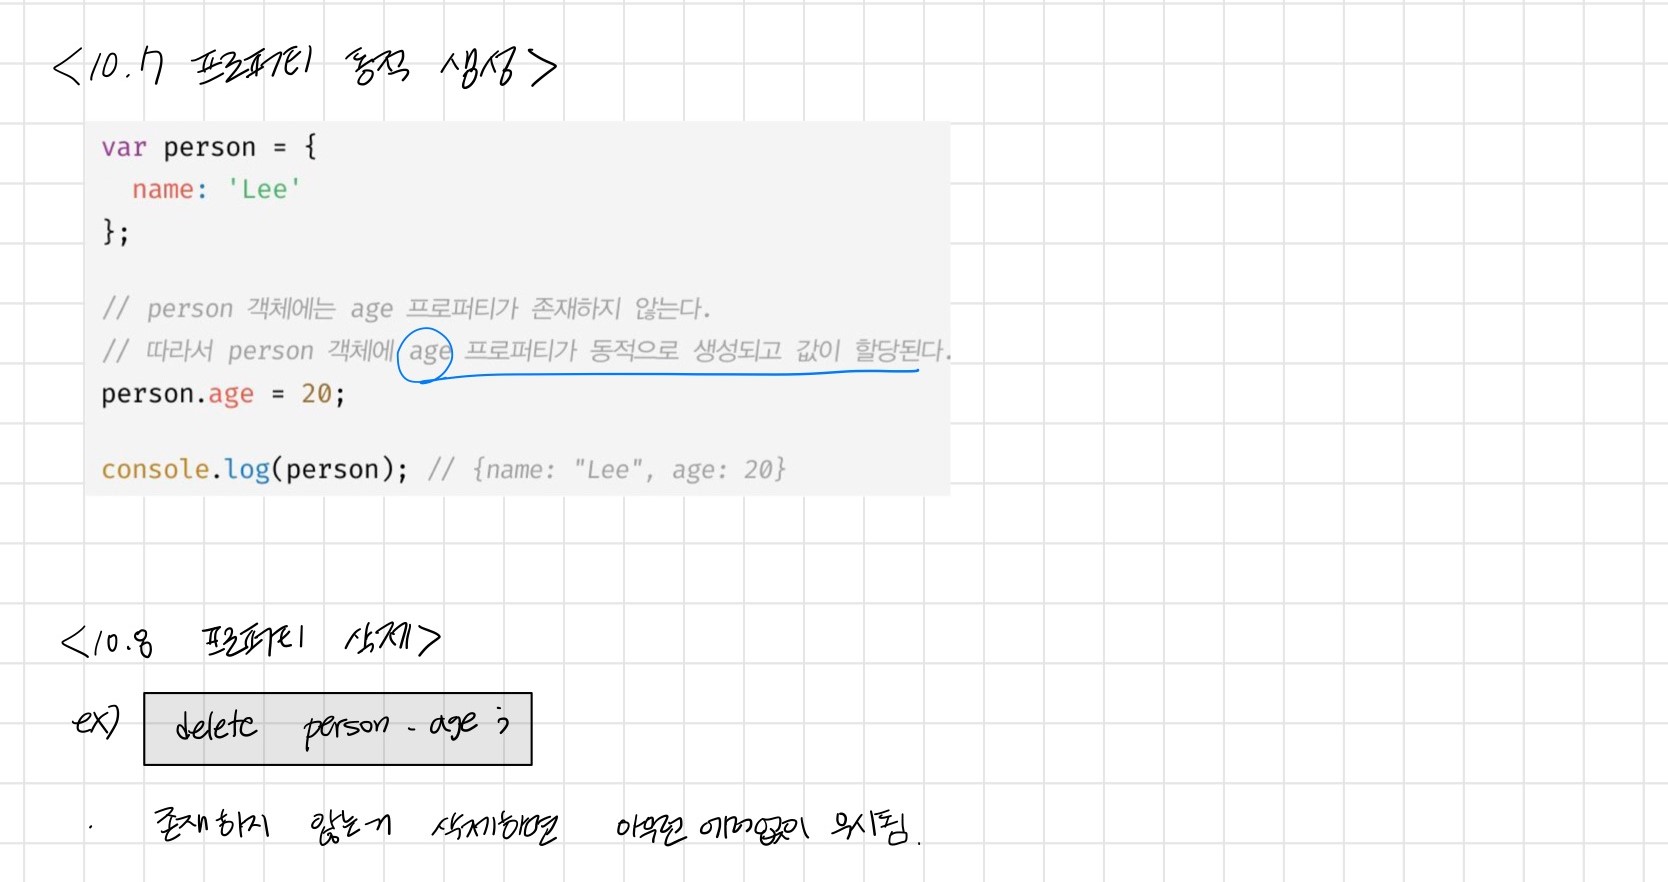 <10.7 프로퍼티 동적 생성>
var person = {
  name: 'Lee'
};
// person 객체에는 age 프로퍼티가 존재하지 않는다.
// 따라서 person 객체에 age 프로퍼티가 동적으로 생성되고 값이 할당된다.
person.age = 20;
console.log(person); // {name: "Lee", age: 20}
<10.8 프로퍼티 삭제>
ex) delete person.age;
. 존재하지 않는거 삭제하면 아무런 에러없이 무시됨.